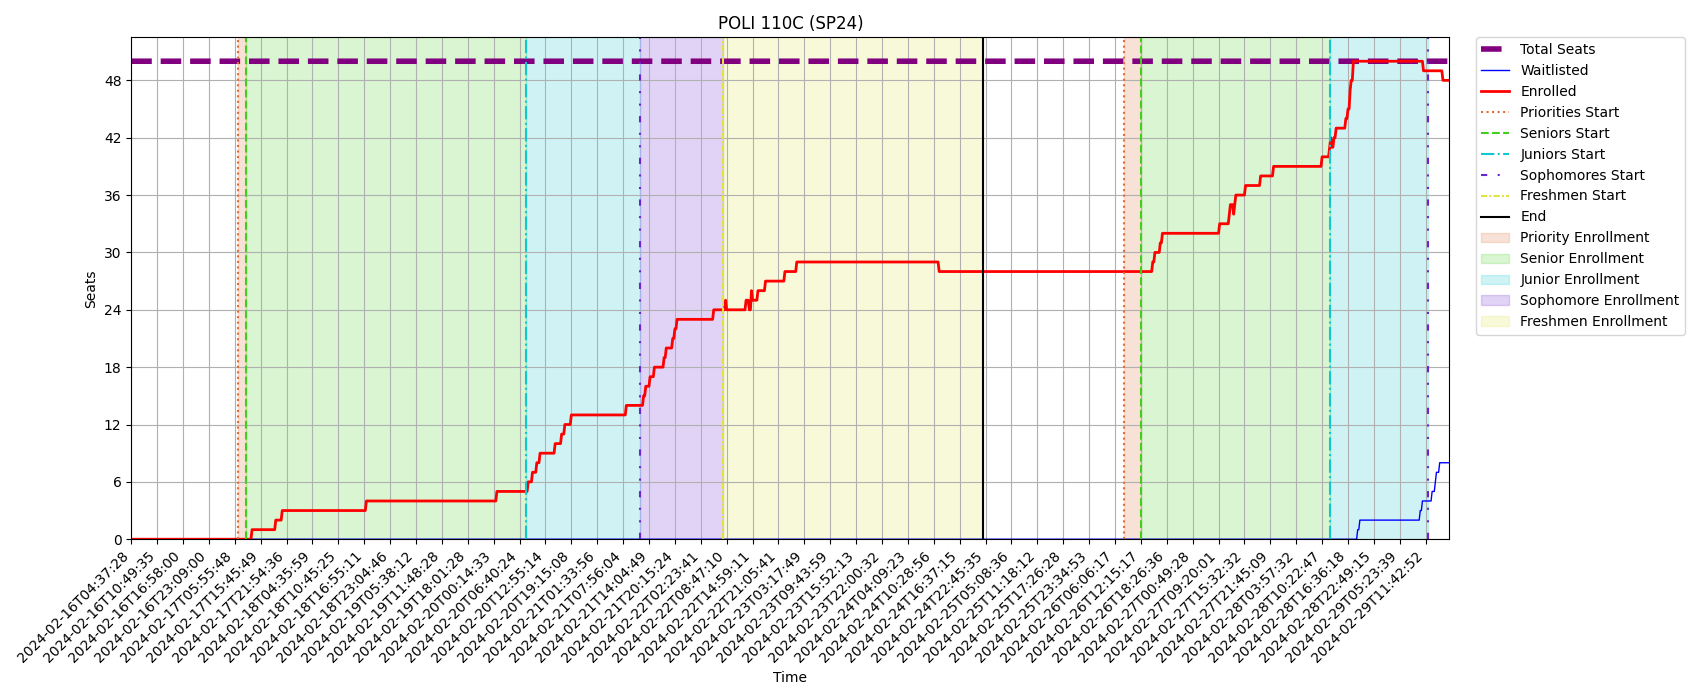 POLI 110C (SP24)
Total Seats
Waitlisted
Enrolled
Priorities Start
Seniors Start
Juniors Start
Sophomores Start
Freshmen Start
End
Priority Enrollment
Senior Enrollment
Junior Enrollment
Sophomore Enrollment
Freshmen Enrollment
Seats
48
42
36
30
24
18
12
6
0
2024-02-16T04:37:28
2024-02-16T10:49:35
2024-02-16T16:58:00
2024-02-16T23:09:00
2024-02-17T05:55:48
2024-02-17T15:45:49
2024-02-17T21:54:36
2024-02-18T04:35:59
2024-02-18T10:45:25
2024-02-18T16:55:11
2024-02-18T23:04:46
2024-02-19T05:38:12
2024-02-19T11:48:28
2024-02-19T18:01:28
2024-02-20T00:14:33
2024-02-20T06:40:24
2024-02-20T12:55:14
2024-02-20T19:15:08
2024-02-21T01:33:56
2024-02-21T07:56:04
2024-02-21T14:04:49
2024-02-21T20:15:24
2024-02-22T02:23:41
2024-02-22T08:47:10
2024-02-22T14:59:11
2024-02-22T21:05:41
2024-02-23T03:17:49
2024-02-23T09:43:59
2024-02-23T15:52:13
2024-02-23T22:00:32
2024-02-24T04:09:23
2024-02-24T10:28:56
2024-02-24T16:37:15
2024-02-24T22:45:35
2024-02-25T05:08:36
2024-02-25T11:18:12
2024-02-25T17:26:28
2024-02-25T23:34:53
2024-02-26T06:06:17
2024-02-26T12:15:17
2024-02-26T18:26:36
2024-02-27T00:49:28
2024-02-27T09:20:01
2024-02-27T15:32:32
2024-02-27T21:45:09
2024-02-28T03:57:32
2024-02-28T10:22:47
2024-02-28T16:36:18
2024-02-28T22:49:15
2024-02-29T05:23:39
2024-02-29T11:42:52
Time